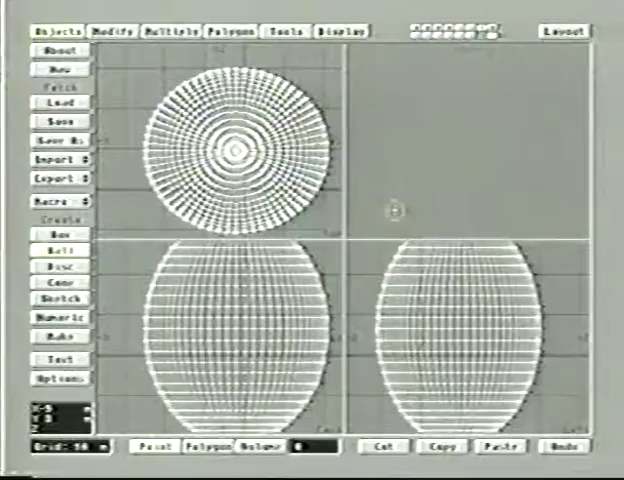 Objects Modify Multiply Polygon Tools Display Layout
About
New
Load
Save
Save As
Import
Export
Macro
Create
Box
Ball
Disc
Cone
Sketch
Numeric
Make
Text
Options
Point Polygon Volume Cut Copy Paste Undo